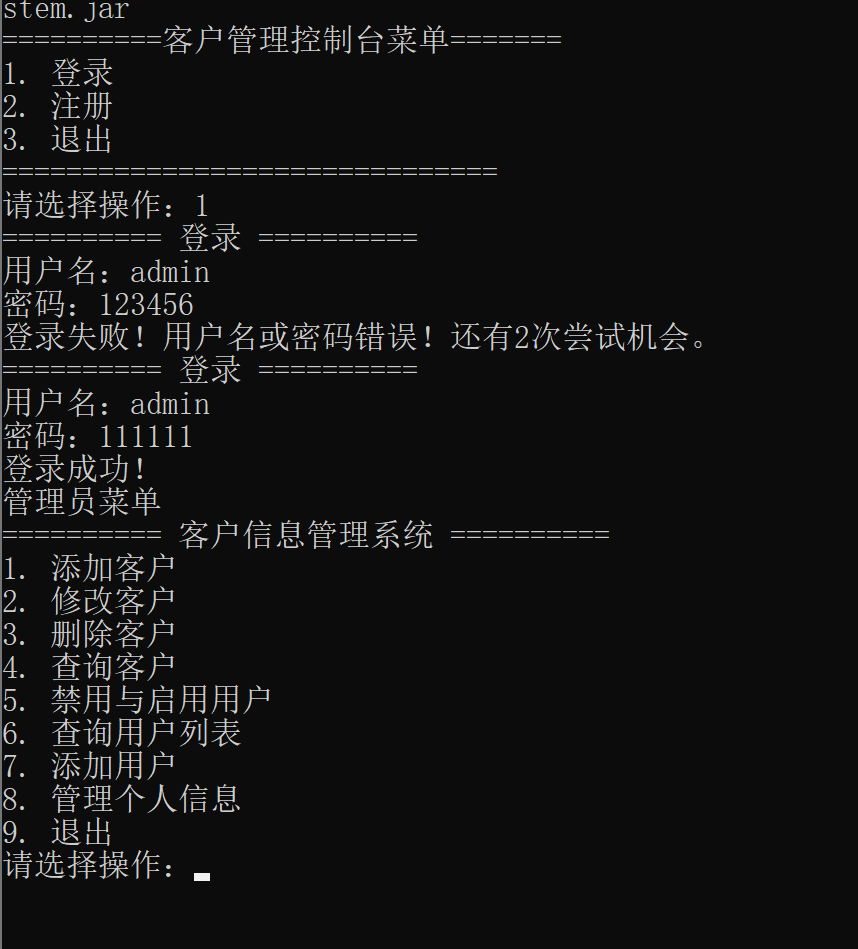 stem.jar
==========客户管理控制台菜单=======
1. 登录
2. 注册
3. 退出
===============================
请选择操作：1
========== 登录 ==========
用户名：admin
密码：123456
登录失败！用户名或密码错误！还有2次尝试机会。
========== 登录 ==========
用户名：admin
密码：111111
登录成功！
管理员菜单
========== 客户信息管理系统 ==========
1. 添加客户
2. 修改客户
3. 删除客户
4. 查询客户
5. 禁用与启用用户
6. 查询用户列表
7. 添加用户
8. 管理个人信息
9. 退出
请选择操作：